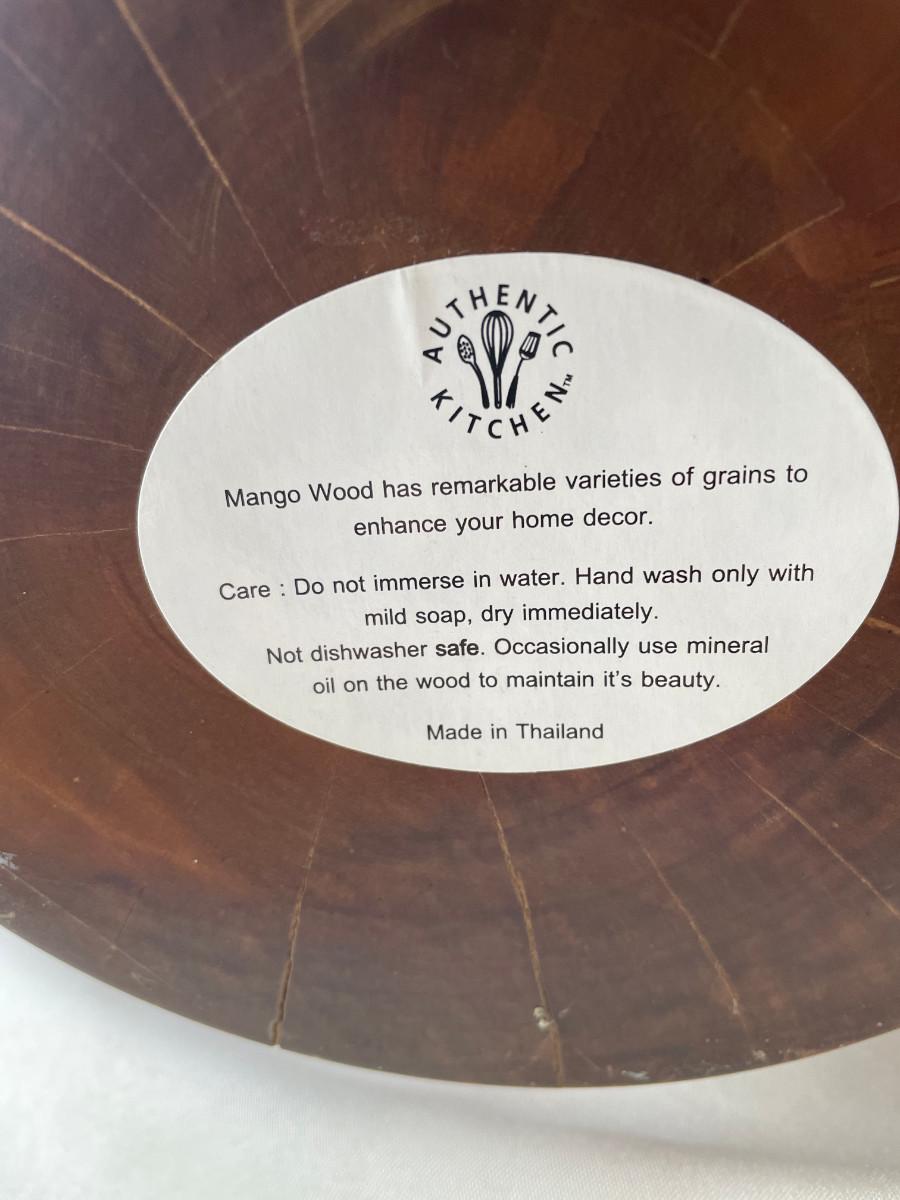 AUTHENTIC
KITCHEN™
Mango Wood has remarkable varieties of grains to
enhance your home decor.
Care : Do not immerse in water. Hand wash only with
mild soap, dry immediately.
Not dishwasher safe. Occasionally use mineral
oil on the wood to maintain it's beauty.
Made in Thailand